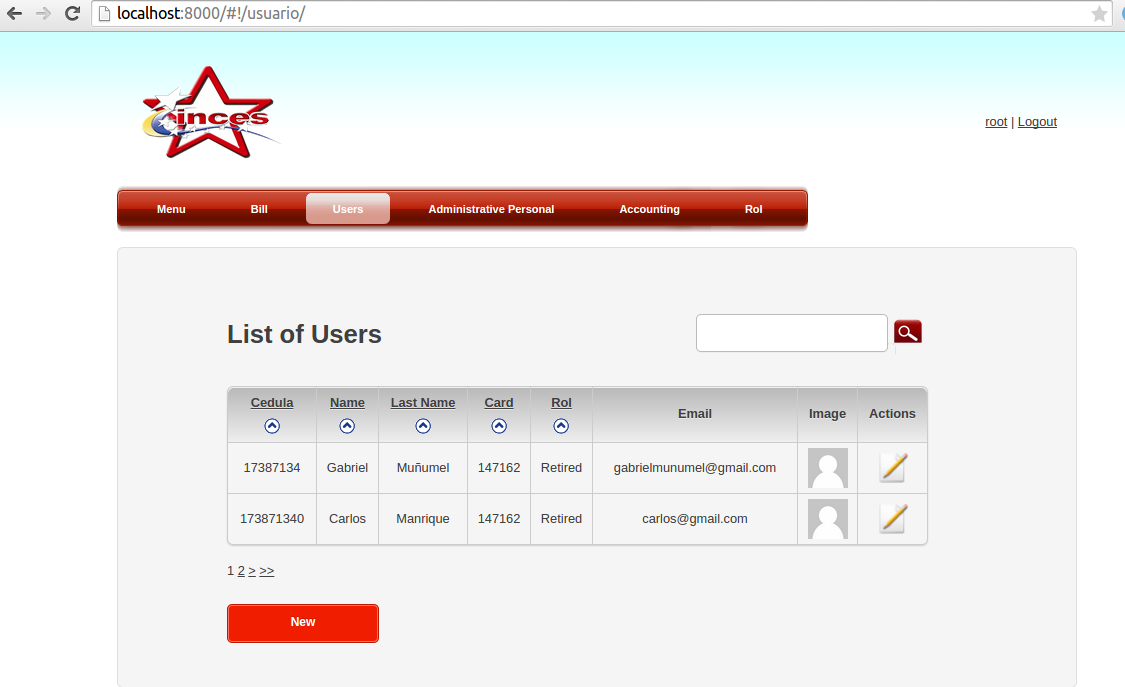 localhost:8000/#!/usuario/
inces
root | Logout
Menu Bill Users Administrative Personal Accounting Rol
List of Users
Cedula Name Last Name Card Rol Email Image Actions
17387134 Gabriel Muñumel 147162 Retired gabrielmunumel@gmail.com
173871340 Carlos Manrique 147162 Retired carlos@gmail.com
1 2 > >>
New